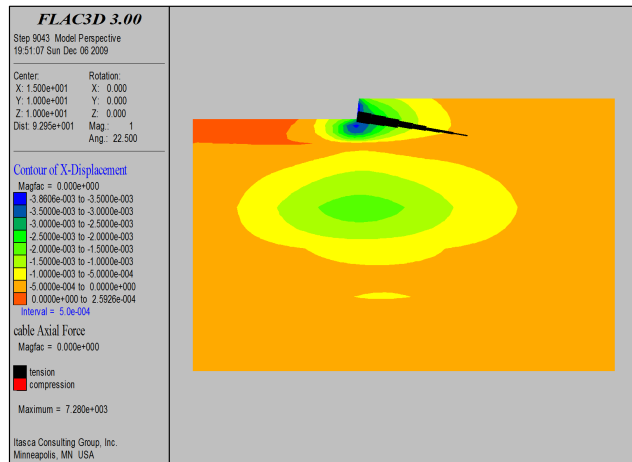 FLAC3D 3.00
Step 9043 Model Perspective
19:51:07 Sun Dec 06 2009
Center: Rotation:
X: 1.500e+001 X: 0.000
Y: 1.000e+001 Y: 0.000
Z: 1.000e+001 Z: 0.000
Dist: 9.295e+001 Mag.: 1
Ang.: 22.500
Contour of X-Displacement
Magfac = 0.000e+000
-3.8606e-003 to -3.5000e-003
-3.5000e-003 to -3.0000e-003
-3.0000e-003 to -2.5000e-003
-2.5000e-003 to -2.0000e-003
-2.0000e-003 to -1.5000e-003
-1.5000e-003 to -1.0000e-003
-1.0000e-003 to -5.0000e-004
-5.0000e-004 to 0.0000e+000
0.0000e+000 to 2.5926e-004
Interval = 5.0e-004
cable Axial Force
Magfac = 0.000e+000
tension
compression
Maximum = 7.280e+003
Itasca Consulting Group, Inc.
Minneapolis, MN USA